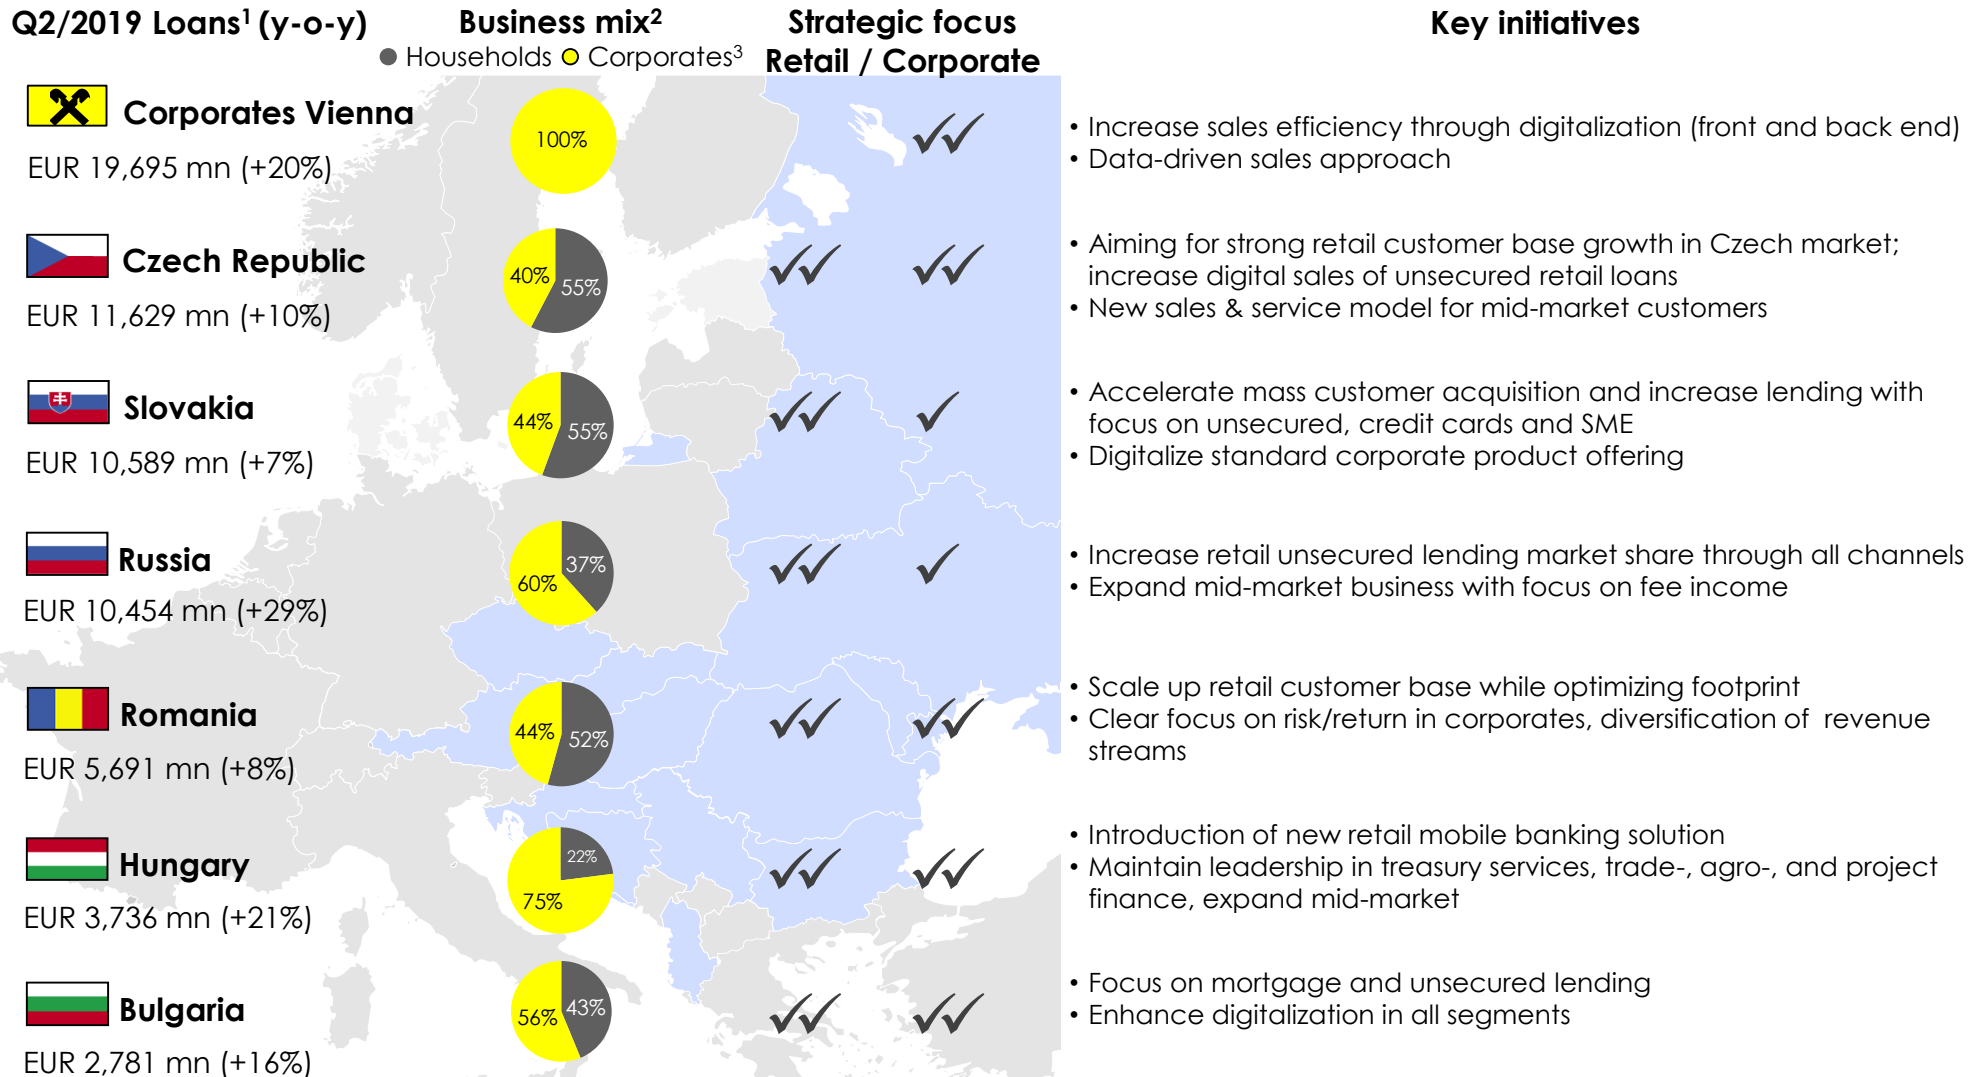 Q2/2019 Loans¹ (y-o-y)
Business mix²
Households Corporates³
Strategic focus
Retail / Corporate
Key initiatives
Corporates Vienna
EUR 19,695 mn (+20%)
100%
• Increase sales efficiency through digitalization (front and back end)
• Data-driven sales approach
Czech Republic
EUR 11,629 mn (+10%)
40%
55%
• Aiming for strong retail customer base growth in Czech market;
increase digital sales of unsecured retail loans
• New sales & service model for mid-market customers
Slovakia
EUR 10,589 mn (+7%)
44%
55%
• Accelerate mass customer acquisition and increase lending with
focus on unsecured, credit cards and SME
• Digitalize standard corporate product offering
Russia
EUR 10,454 mn (+29%)
37%
60%
• Increase retail unsecured lending market share through all channels
• Expand mid-market business with focus on fee income
Romania
EUR 5,691 mn (+8%)
44%
52%
• Scale up retail customer base while optimizing footprint
• Clear focus on risk/return in corporates, diversification of revenue
streams
Hungary
EUR 3,736 mn (+21%)
22%
75%
• Introduction of new retail mobile banking solution
• Maintain leadership in treasury services, trade-, agro-, and project
finance, expand mid-market
Bulgaria
EUR 2,781 mn (+16%)
56%
43%
• Focus on mortgage and unsecured lending
• Enhance digitalization in all segments